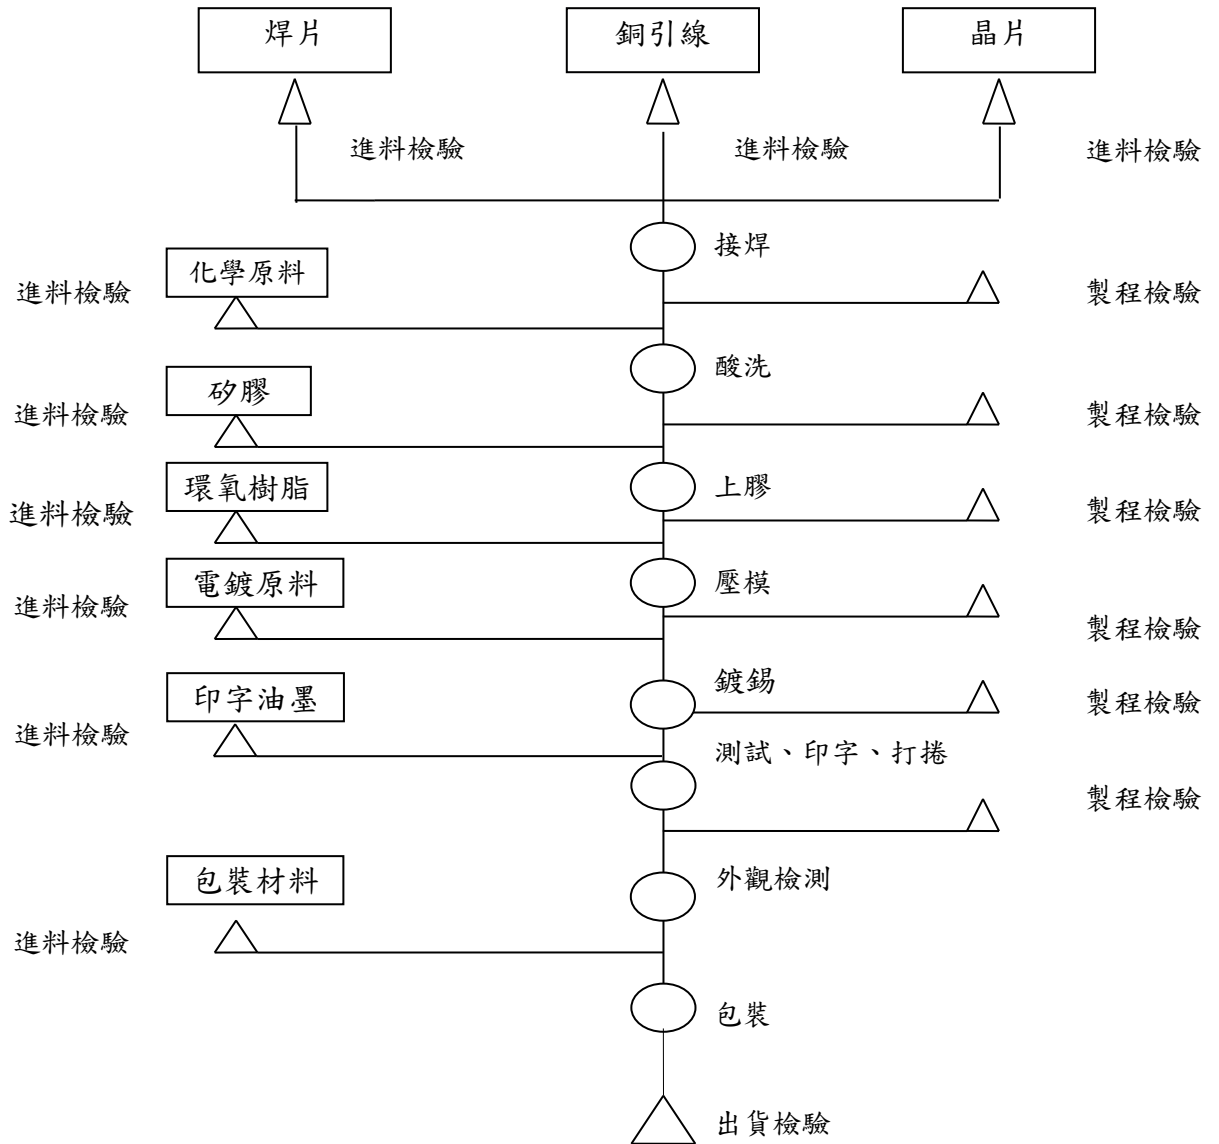 焊片
銅引線
晶片
進料檢驗
進料檢驗
進料檢驗
接焊
化學原料
進料檢驗
製程檢驗
酸洗
矽膠
進料檢驗
製程檢驗
環氧樹脂
上膠
進料檢驗
製程檢驗
電鍍原料
壓模
進料檢驗
製程檢驗
印字油墨
鍍錫
製程檢驗
進料檢驗
測試、印字、打捲
製程檢驗
包裝材料
外觀檢測
進料檢驗
包裝
出貨檢驗